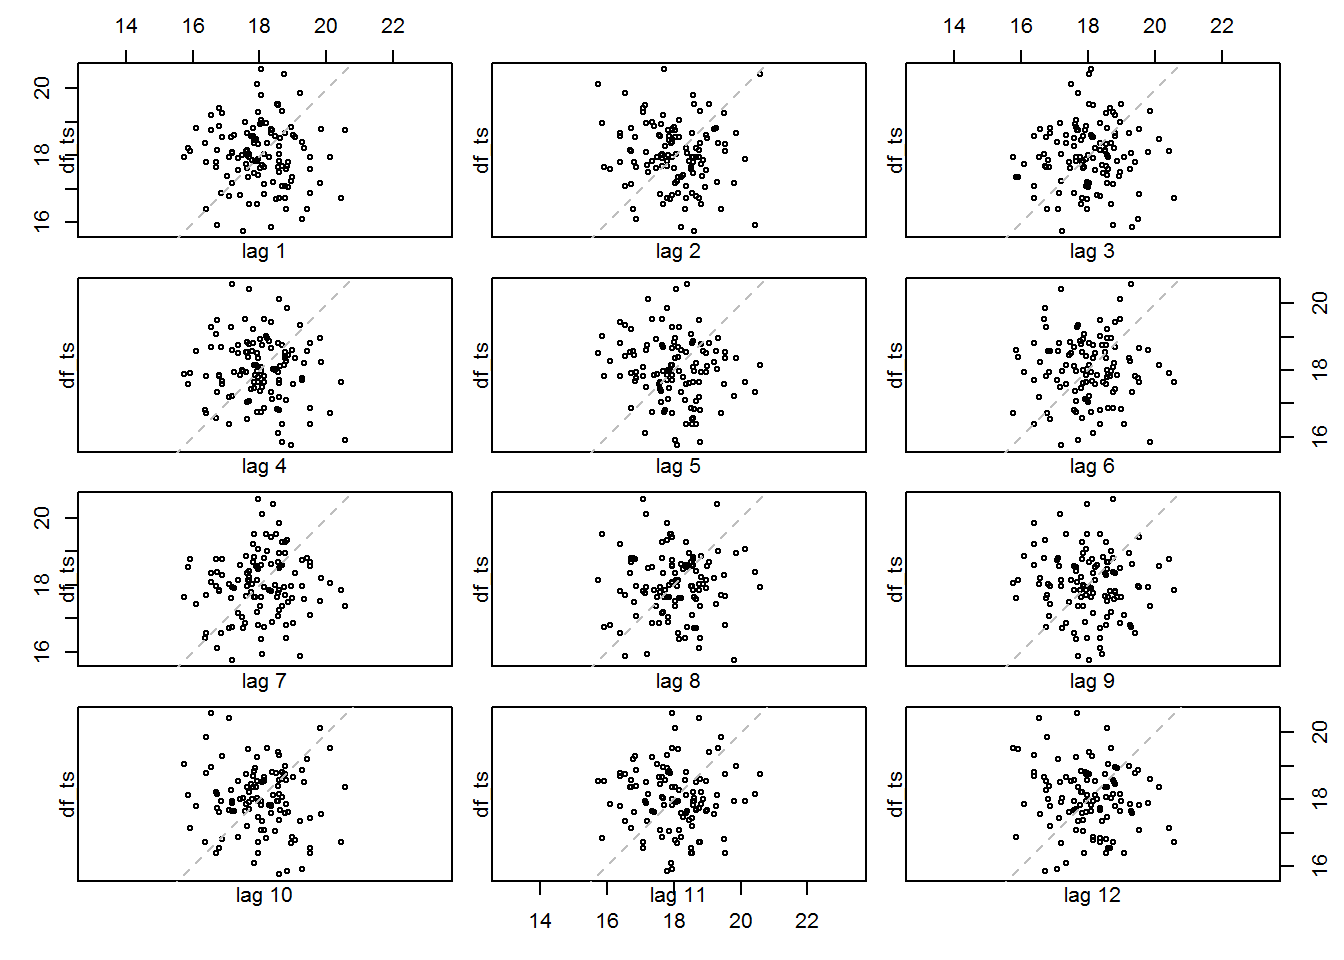 14 16 18 20 22 14 16 18 20 22
16 18 20
df ts df ts df ts
lag 1 lag 2 lag 3
df ts df ts df ts
16 18 20
lag 4 lag 5 lag 6
16 18 20
df ts df ts df ts
lag 7 lag 8 lag 9
df ts df ts df ts
16 18 20
lag 10 lag 11 lag 12
14 16 18 20 22